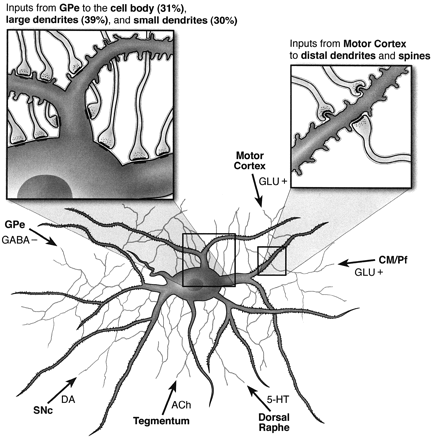 Inputs from GPe to the cell body (31%),
large dendrites (39%), and small dendrites (30%)
Inputs from Motor Cortex
to distal dendrites and spines
Motor
Cortex
GLU +
GPe
GABA–
CM/Pf
GLU +
SNc
DA
ACh
Tegmentum
5-HT
Dorsal
Raphe